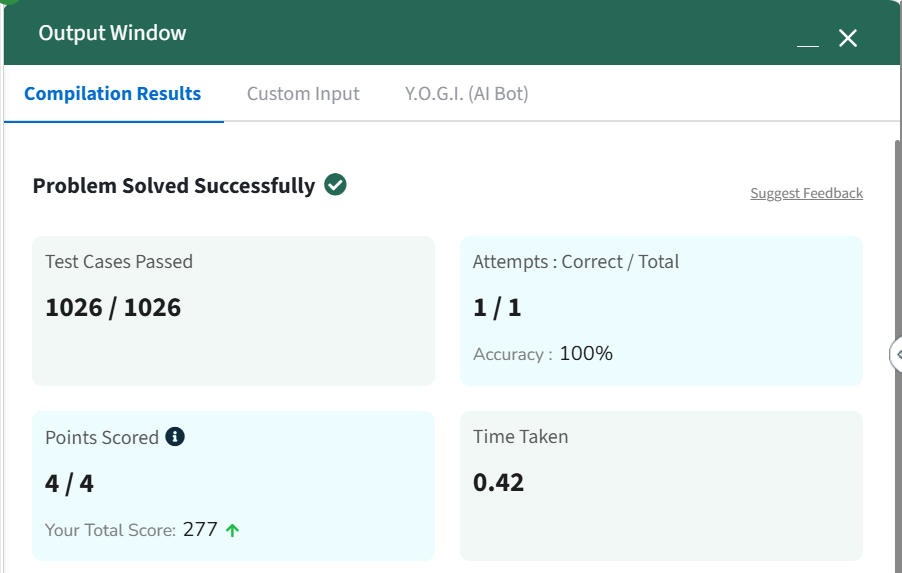 Output Window
Compilation Results Custom Input Y.O.G.I. (AI Bot)
Problem Solved Successfully
Suggest Feedback
Test Cases Passed
1026 / 1026
Attempts : Correct / Total
1 / 1
Accuracy : 100%
Points Scored
4 / 4
Your Total Score: 277
Time Taken
0.42